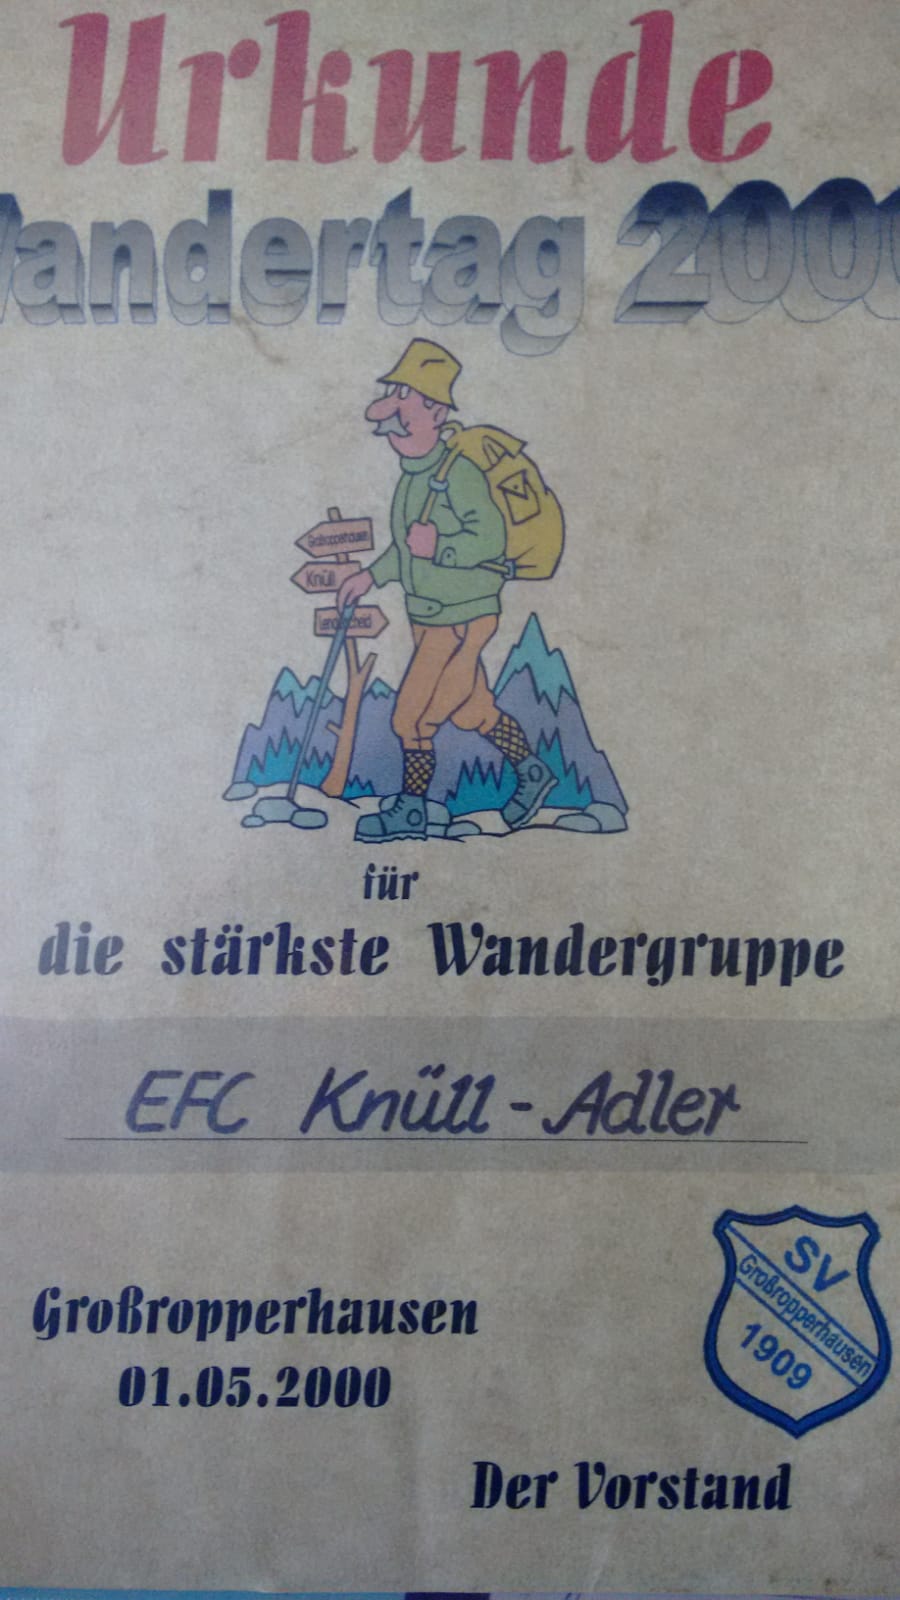 Urkunde
Wandertag 2000
Großropperhausen
Knüll
für
die stärkste Wandergruppe
EFC Knüll-Adler
SV
Großropperhausen
1909
Großropperhausen
01.05.2000
Der Vorstand